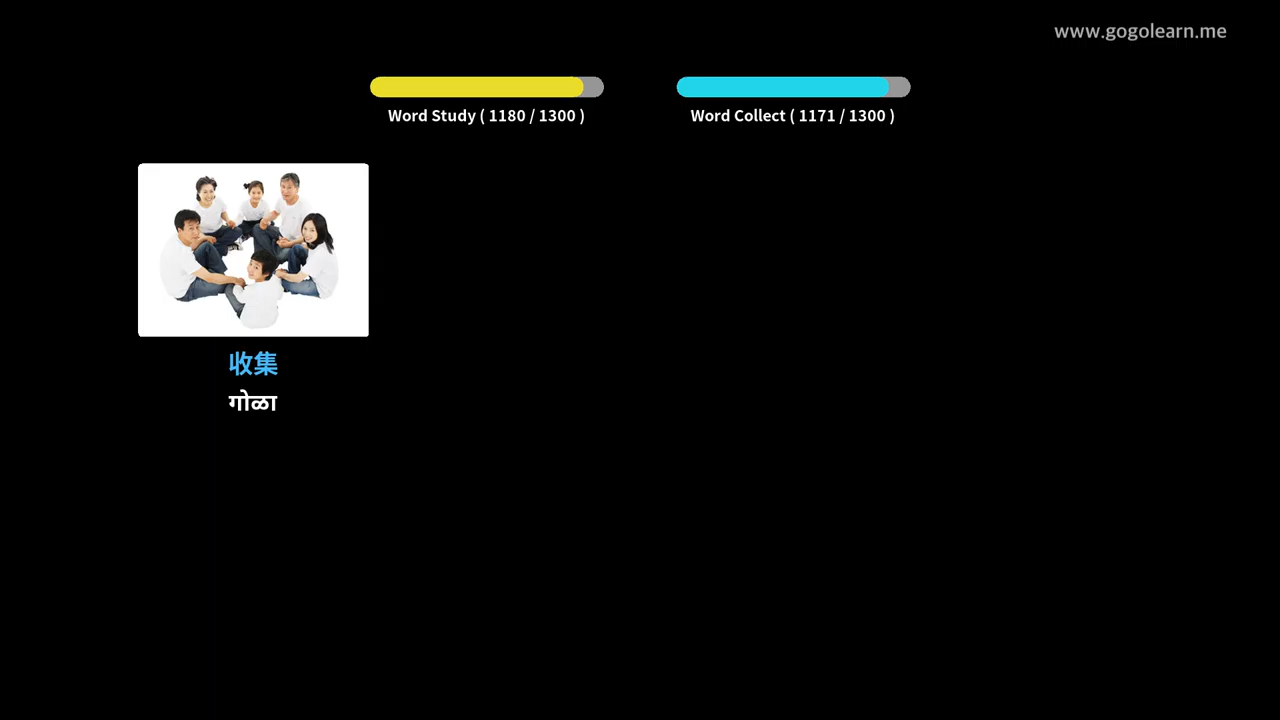 www.gogolearn.me
Word Study ( 1180 / 1300 )
Word Collect ( 1171 / 1300 )
收集
गोळा